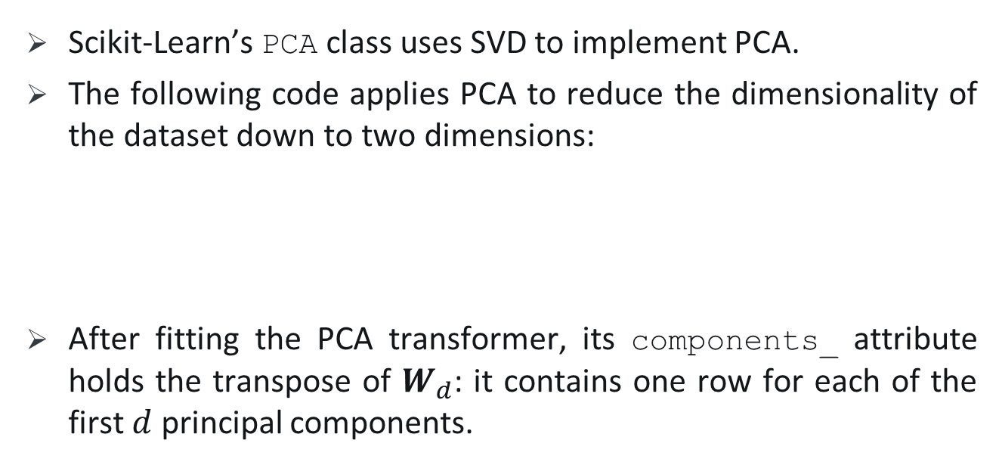 ➢ Scikit-Learn’s PCA class uses SVD to implement PCA.
➢ The following code applies PCA to reduce the dimensionality of
the dataset down to two dimensions:
➢ After fitting the PCA transformer, its components_ attribute
holds the transpose of W_d: it contains one row for each of the
first d principal components.